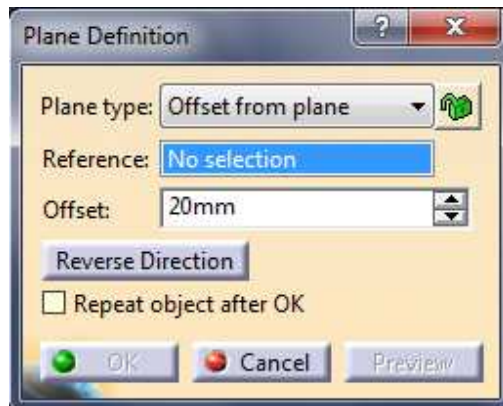 Plane Definition
? X
Plane type: Offset from plane
Reference: No selection
Offset: 20mm
Reverse Direction
Repeat object after OK
OK Cancel Preview